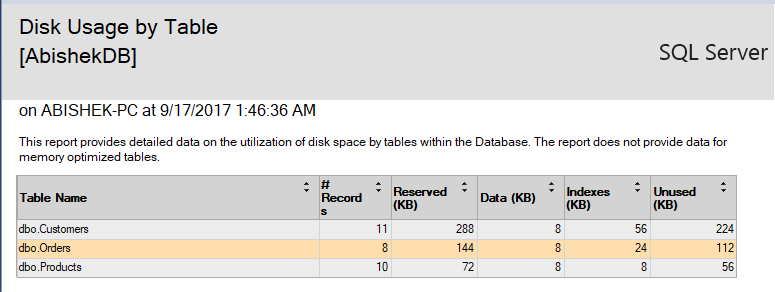 Disk Usage by Table
[AbishekDB]
SQL Server
on ABISHEK-PC at 9/17/2017 1:46:36 AM
This report provides detailed data on the utilization of disk space by tables within the Database. The report does not provide data for
memory optimized tables.
Table Name # Records Reserved (KB) Data (KB) Indexes (KB) Unused (KB)
dbo.Customers 11 288 8 56 224
dbo.Orders 8 144 8 24 112
dbo.Products 10 72 8 8 56